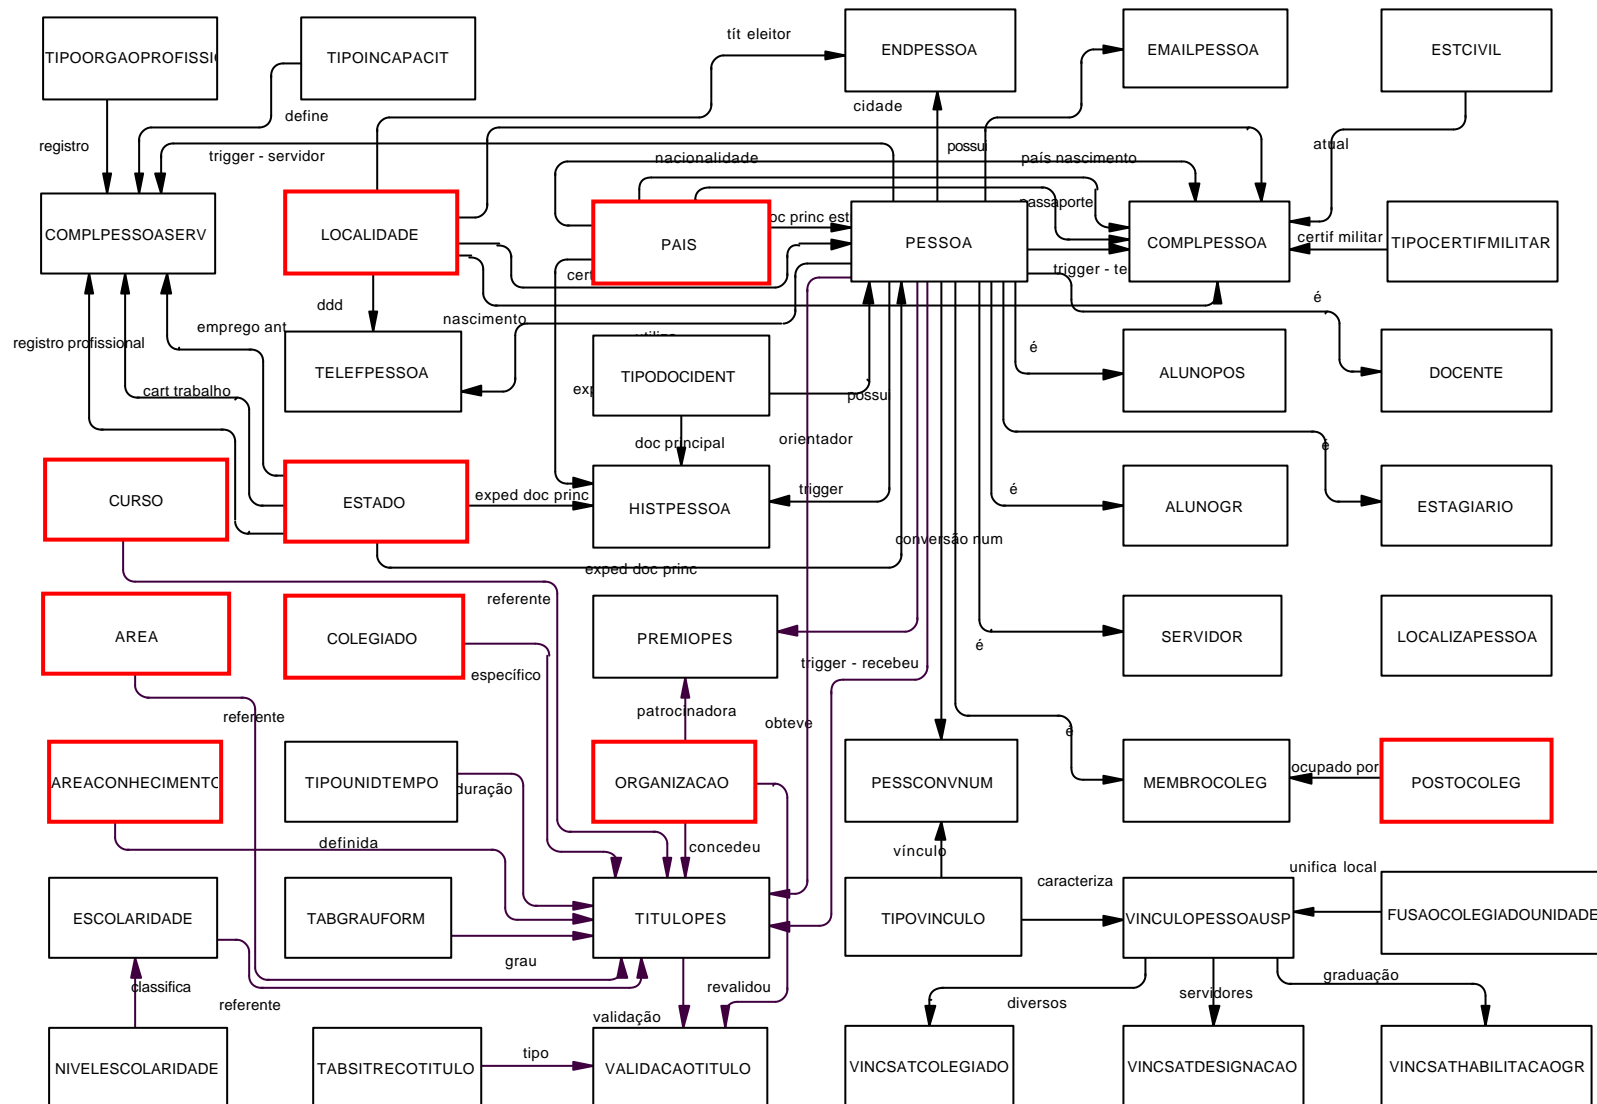 tít eleitor
ENDPESSOA
EMAILPESSOA
ESTCIVIL
TIPOORGAOPROFISSI
TIPOINCAPACIT
define
cidade
registro
trigger - servidor
nacionalidade
possui
país nascimento
atual
passaporte
COMPLPESSOASERV
LOCALIDADE
PAIS
oc princ est
PESSOA
COMPLPESSOA
certif militar
TIPOCERTIFMILITAR
cert
trigger - te
é
ddd
nascimento
emprego ant
registro profissional
TELEFPESSOA
TIPODOCIDENT
é
ALUNOPOS
DOCENTE
cart trabalho
exp
possui
doc principal
orientador
é
CURSO
ESTADO
exped doc princ
HISTPESSOA
trigger
é
ALUNOGR
ESTAGIARIO
conversão num
exped doc princ
referente
AREA
COLEGIADO
PREMIOPES
é
SERVIDOR
LOCALIZAPESSOA
específico
trigger - recebeu
referente
patrocinadora
obteve
é
AREACONHECIMENTO
TIPOUNIDTEMPO
duração
ORGANIZACAO
PESSCONVNUM
MEMBROCOLEG
ocupado por
POSTOCOLEG
definida
concedeu
vínculo
unifica local
caracteriza
ESCOLARIDADE
TABGRAUFORM
TITULOPES
TIPOVINCULO
VINCULOPESSOAUSP
FUSAOCOLEGIADOUNIDADE
grau
classifica
referente
revalidou
diversos
servidores
graduação
validação
tipo
NIVELESCOLARIDADE
TABSITRECOTITULO
VALIDACAOTITULO
VINCSATCOLEGIADO
VINCSATDESIGNACAO
VINCSATHABILITACAOGR